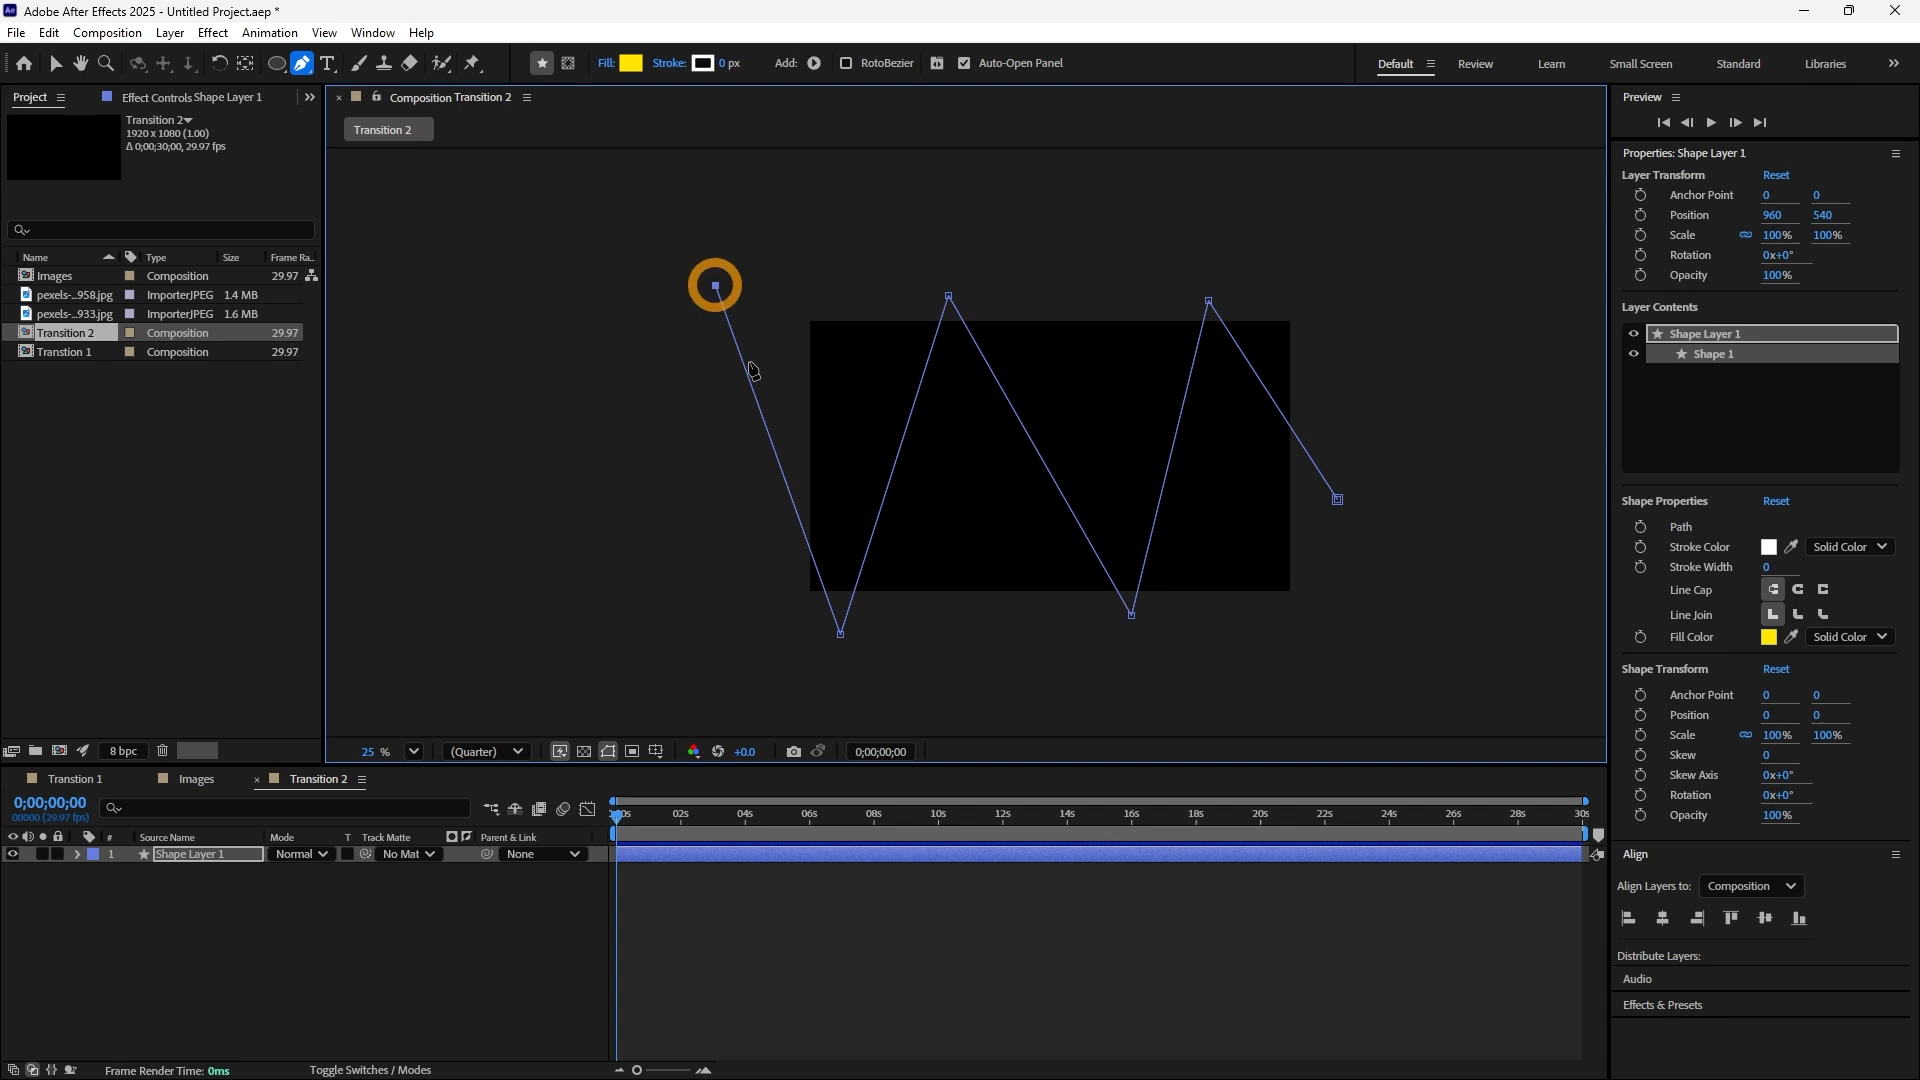 Adobe After Effects 2025 - Untitled Project.aep *
File Edit Composition Layer Effect Animation View Window Help
Fill: Stroke: 0 px Add: RotoBezier Auto-Open Panel
Default Review Learn Small Screen Standard Libraries
Project Effect Controls Shape Layer 1
Composition Transition 2
Transition 2
Transition 2
1920 x 1080 (1.00)
Δ 0;00;30;00, 29.97 fps
Name Type Size Frame Ra..
Images Composition 29.97
pexels-...958.jpg ImporterJPEG 1.4 MB
pexels-...933.jpg ImporterJPEG 1.6 MB
Transition 2 Composition 29.97
Transtion 1 Composition 29.97
8 bpc
25 % (Quarter) +0.0 0;00;00;00
Preview
Properties: Shape Layer 1
Layer Transform Reset
Anchor Point 0 0
Position 960 540
Scale 100% 100%
Rotation 0x+0°
Opacity 100%
Layer Contents
Shape Layer 1
Shape 1
Shape Properties Reset
Path
Stroke Color Solid Color
Stroke Width 0
Line Cap
Line Join
Fill Color Solid Color
Shape Transform Reset
Anchor Point 0 0
Position 0 0
Scale 100% 100%
Skew 0
Skew Axis 0x+0°
Rotation 0x+0°
Opacity 100%
Align
Align Layers to: Composition
Distribute Layers:
Audio
Effects & Presets
Transtion 1 Images Transition 2
0;00;00;00
00000 (29.97 fps)
02s 04s 06s 08s 10s 12s 14s 16s 18s 20s 22s 24s 26s 28s 30s
# Source Name Mode T Track Matte Parent & Link
1 Shape Layer 1 Normal No Mat None
Frame Render Time: 0ms Toggle Switches / Modes